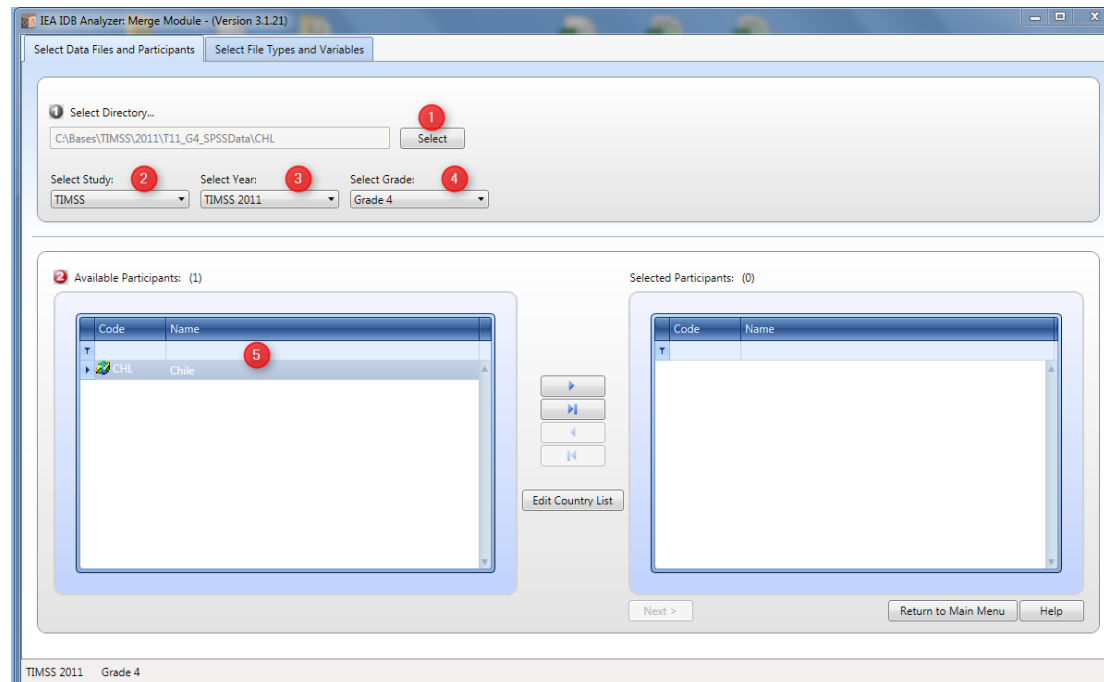 IEA IDB Analyzer: Merge Module - (Version 3.1.21)
Select Data Files and Participants Select File Types and Variables
1 Select Directory...
1
C:\Bases\TIMSS\2011\T11_G4_SPSSData\CHL Select
Select Study: 2 Select Year: 3 Select Grade: 4
TIMSS TIMSS 2011 Grade 4
2 Available Participants: (1) Selected Participants: (0)
Code Name Code Name
5
CHL Chile
Edit Country List
Next > Return to Main Menu Help
TIMSS 2011 Grade 4